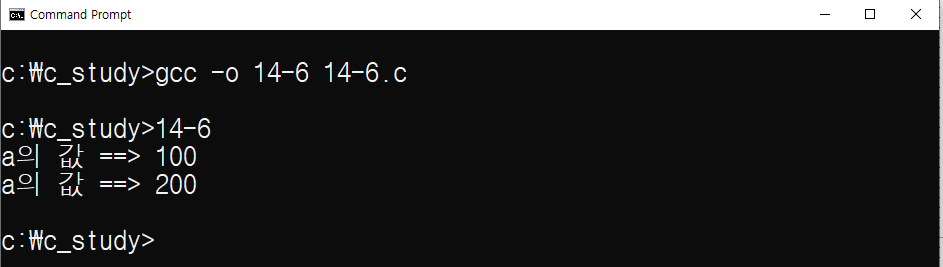 Command Prompt
c:₩c_study>gcc -o 14-6 14-6.c
c:₩c_study>14-6
a의 값 ==> 100
a의 값 ==> 200
c:₩c_study>